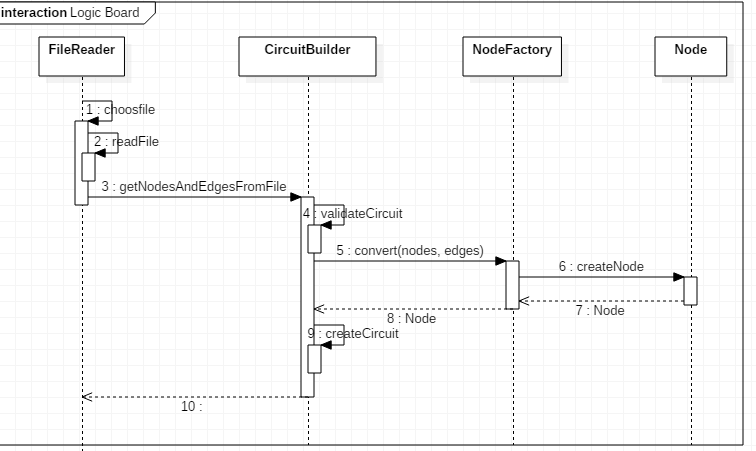 interaction Logic Board
FileReader
CircuitBuilder
NodeFactory
Node
1 : choosfile
2 : readFile
3 : getNodesAndEdgesFromFile
4 : validateCircuit
5 : convert(nodes, edges)
6 : createNode
7 : Node
8 : Node
9 : createCircuit
10 :